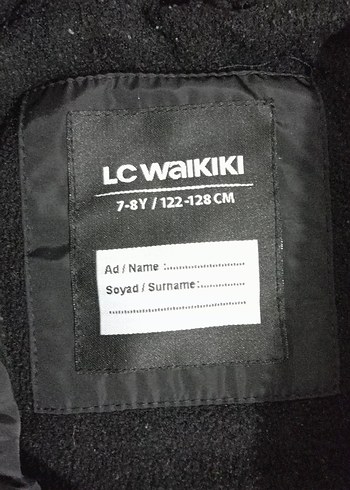 LC WAIKIKI
7-8Y / 122-128 CM
Ad / Name :........................
Soyad / Surname:..............
..........................................